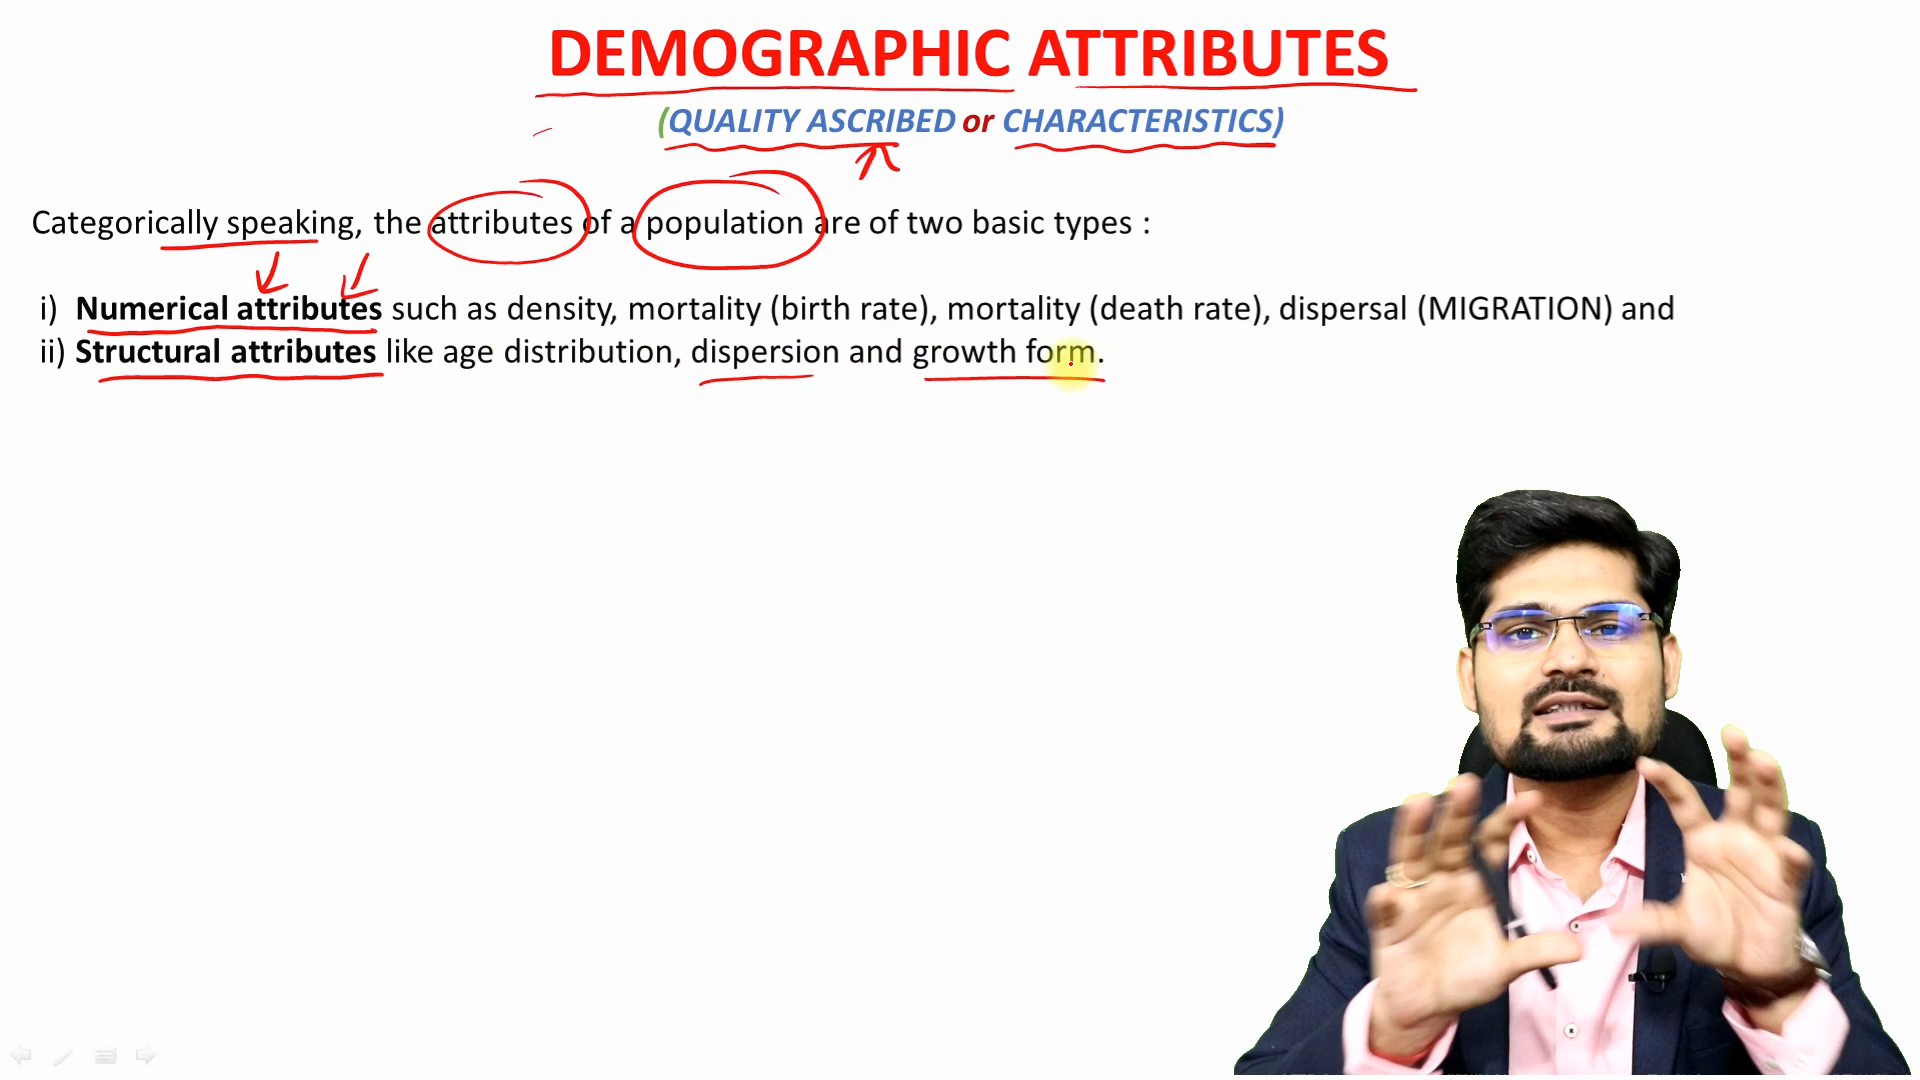 DEMOGRAPHIC ATTRIBUTES
(QUALITY ASCRIBED or CHARACTERISTICS)
Categorically speaking, the attributes of a population are of two basic types :
i) Numerical attributes such as density, mortality (birth rate), mortality (death rate), dispersal (MIGRATION) and
ii) Structural attributes like age distribution, dispersion and growth form.